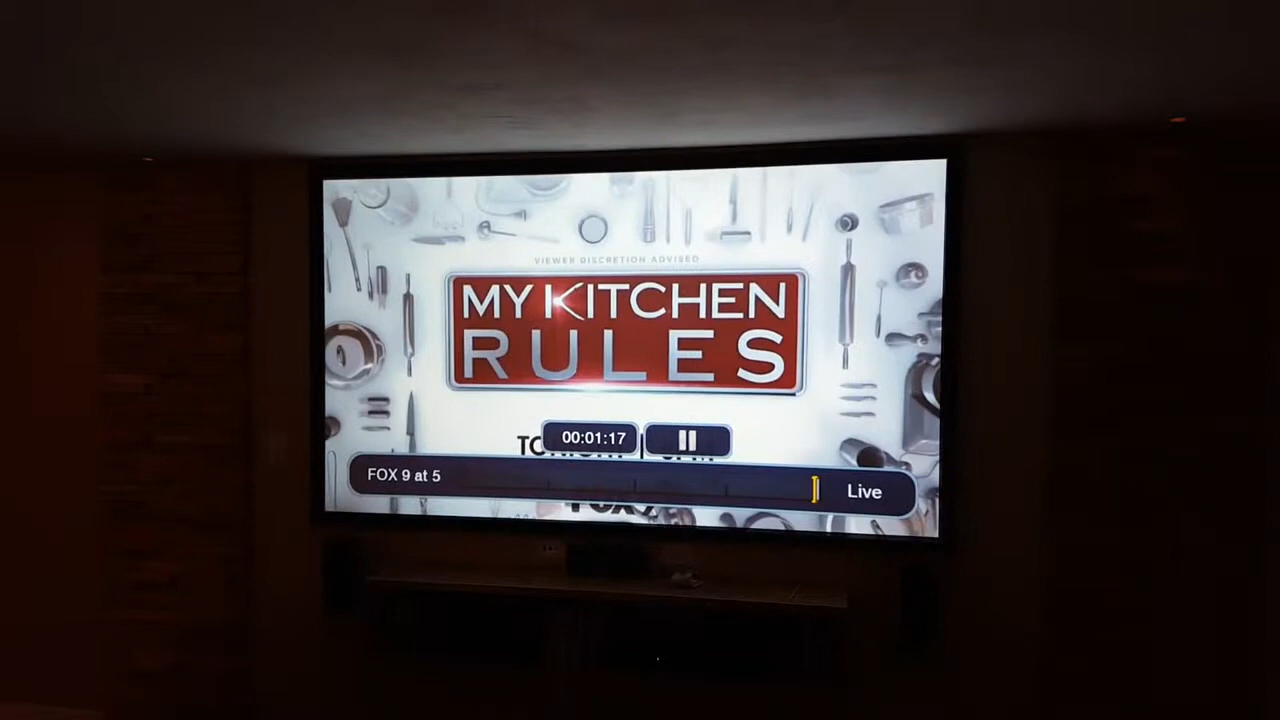 VIEWER DISCRETION ADVISED
MY KITCHEN
RULES
00:01:17
FOX 9 at 5
Live